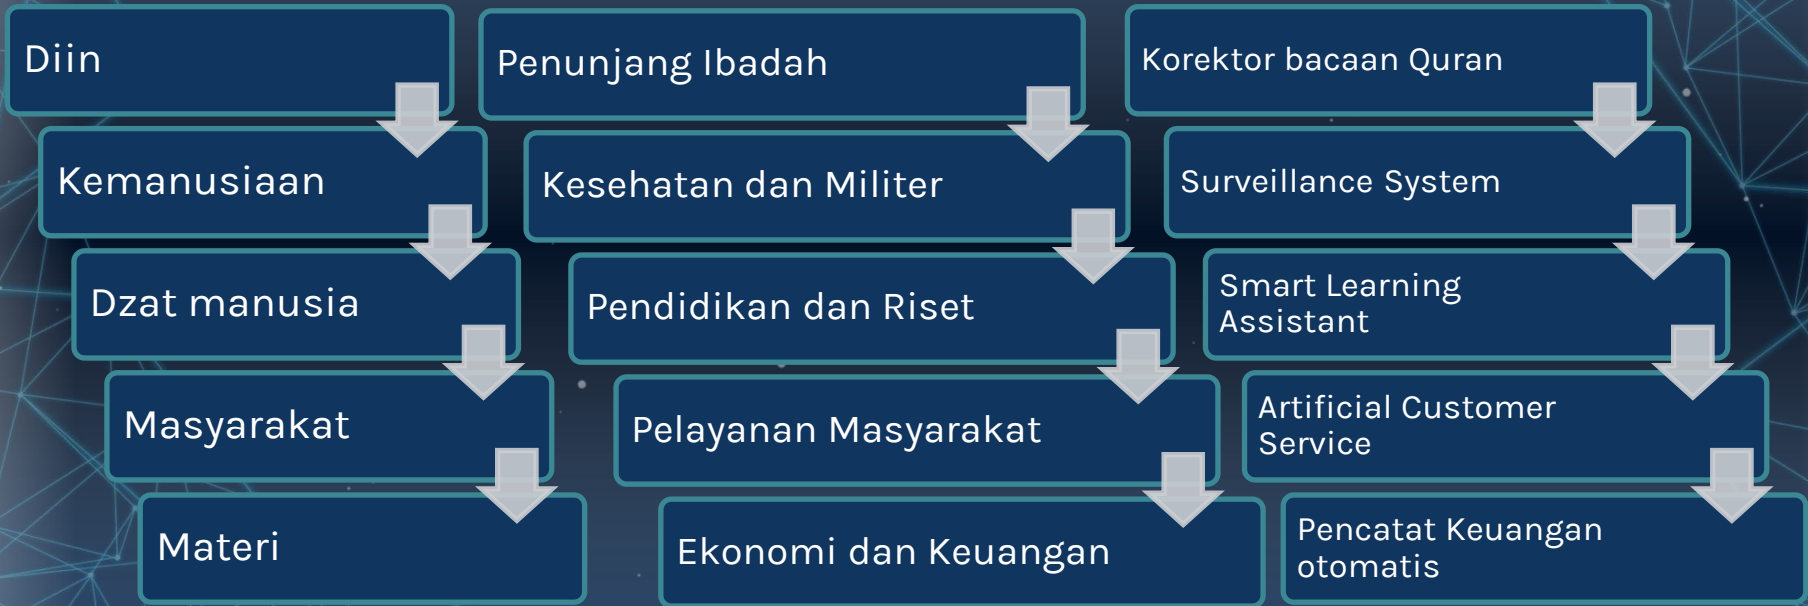 Diin
Kemanusiaan
Dzat manusia
Masyarakat
Materi
Penunjang Ibadah
Kesehatan dan Militer
Pendidikan dan Riset
Pelayanan Masyarakat
Ekonomi dan Keuangan
Korektor bacaan Quran
Surveillance System
Smart Learning
Assistant
Artificial Customer
Service
Pencatat Keuangan
otomatis